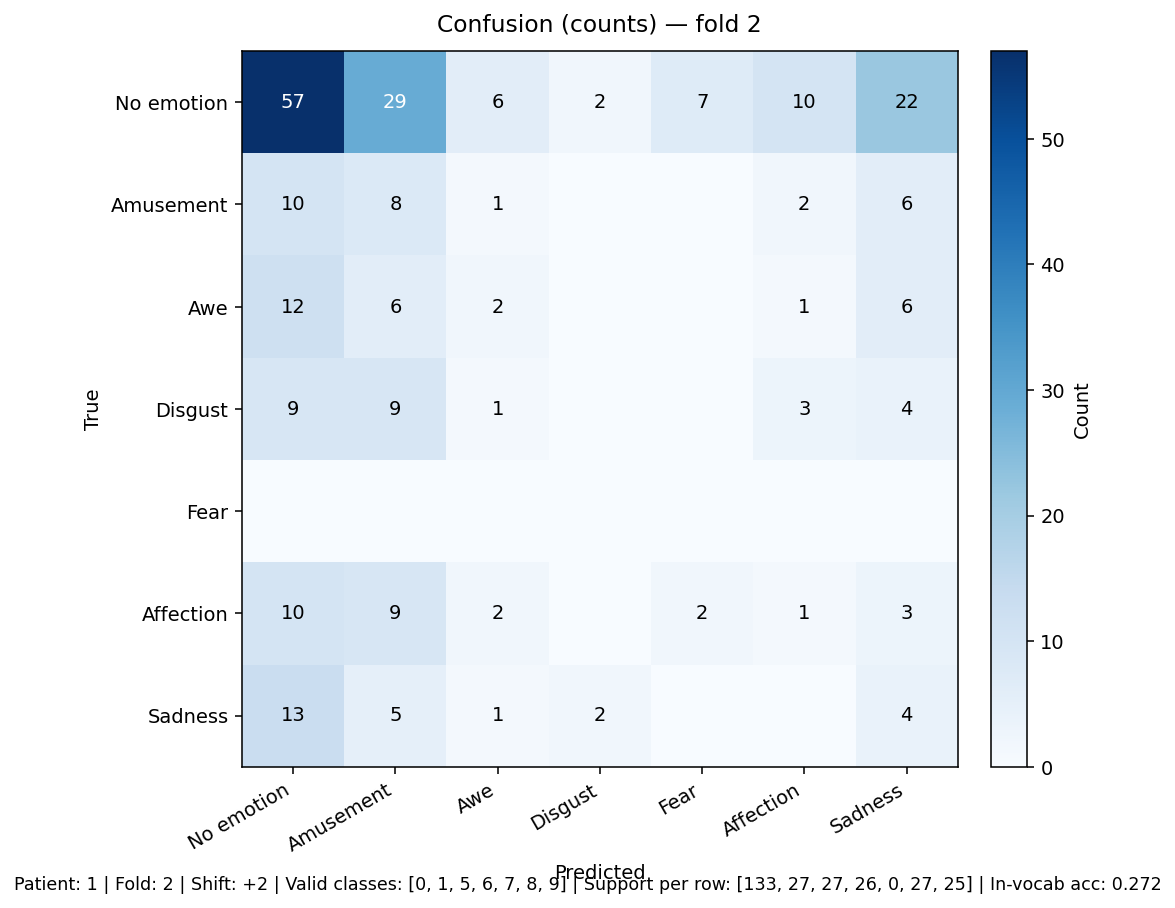 Confusion (counts) — fold 2
No emotion 57 29 6 2 7 10 22
Amusement 10 8 1 2 6
Awe 12 6 2 1 6
Disgust 9 9 1 3 4
Fear
Affection 10 9 2 2 1 3
Sadness 13 5 1 2 4
True
No emotion Amusement Awe Disgust Fear Affection Sadness
Predicted
50
40
30
20
10
0
Count
Patient: 1 | Fold: 2 | Shift: +2 | Valid classes: [0, 1, 5, 6, 7, 8, 9] | Support per row: [133, 27, 27, 26, 0, 27, 25] | In-vocab acc: 0.272